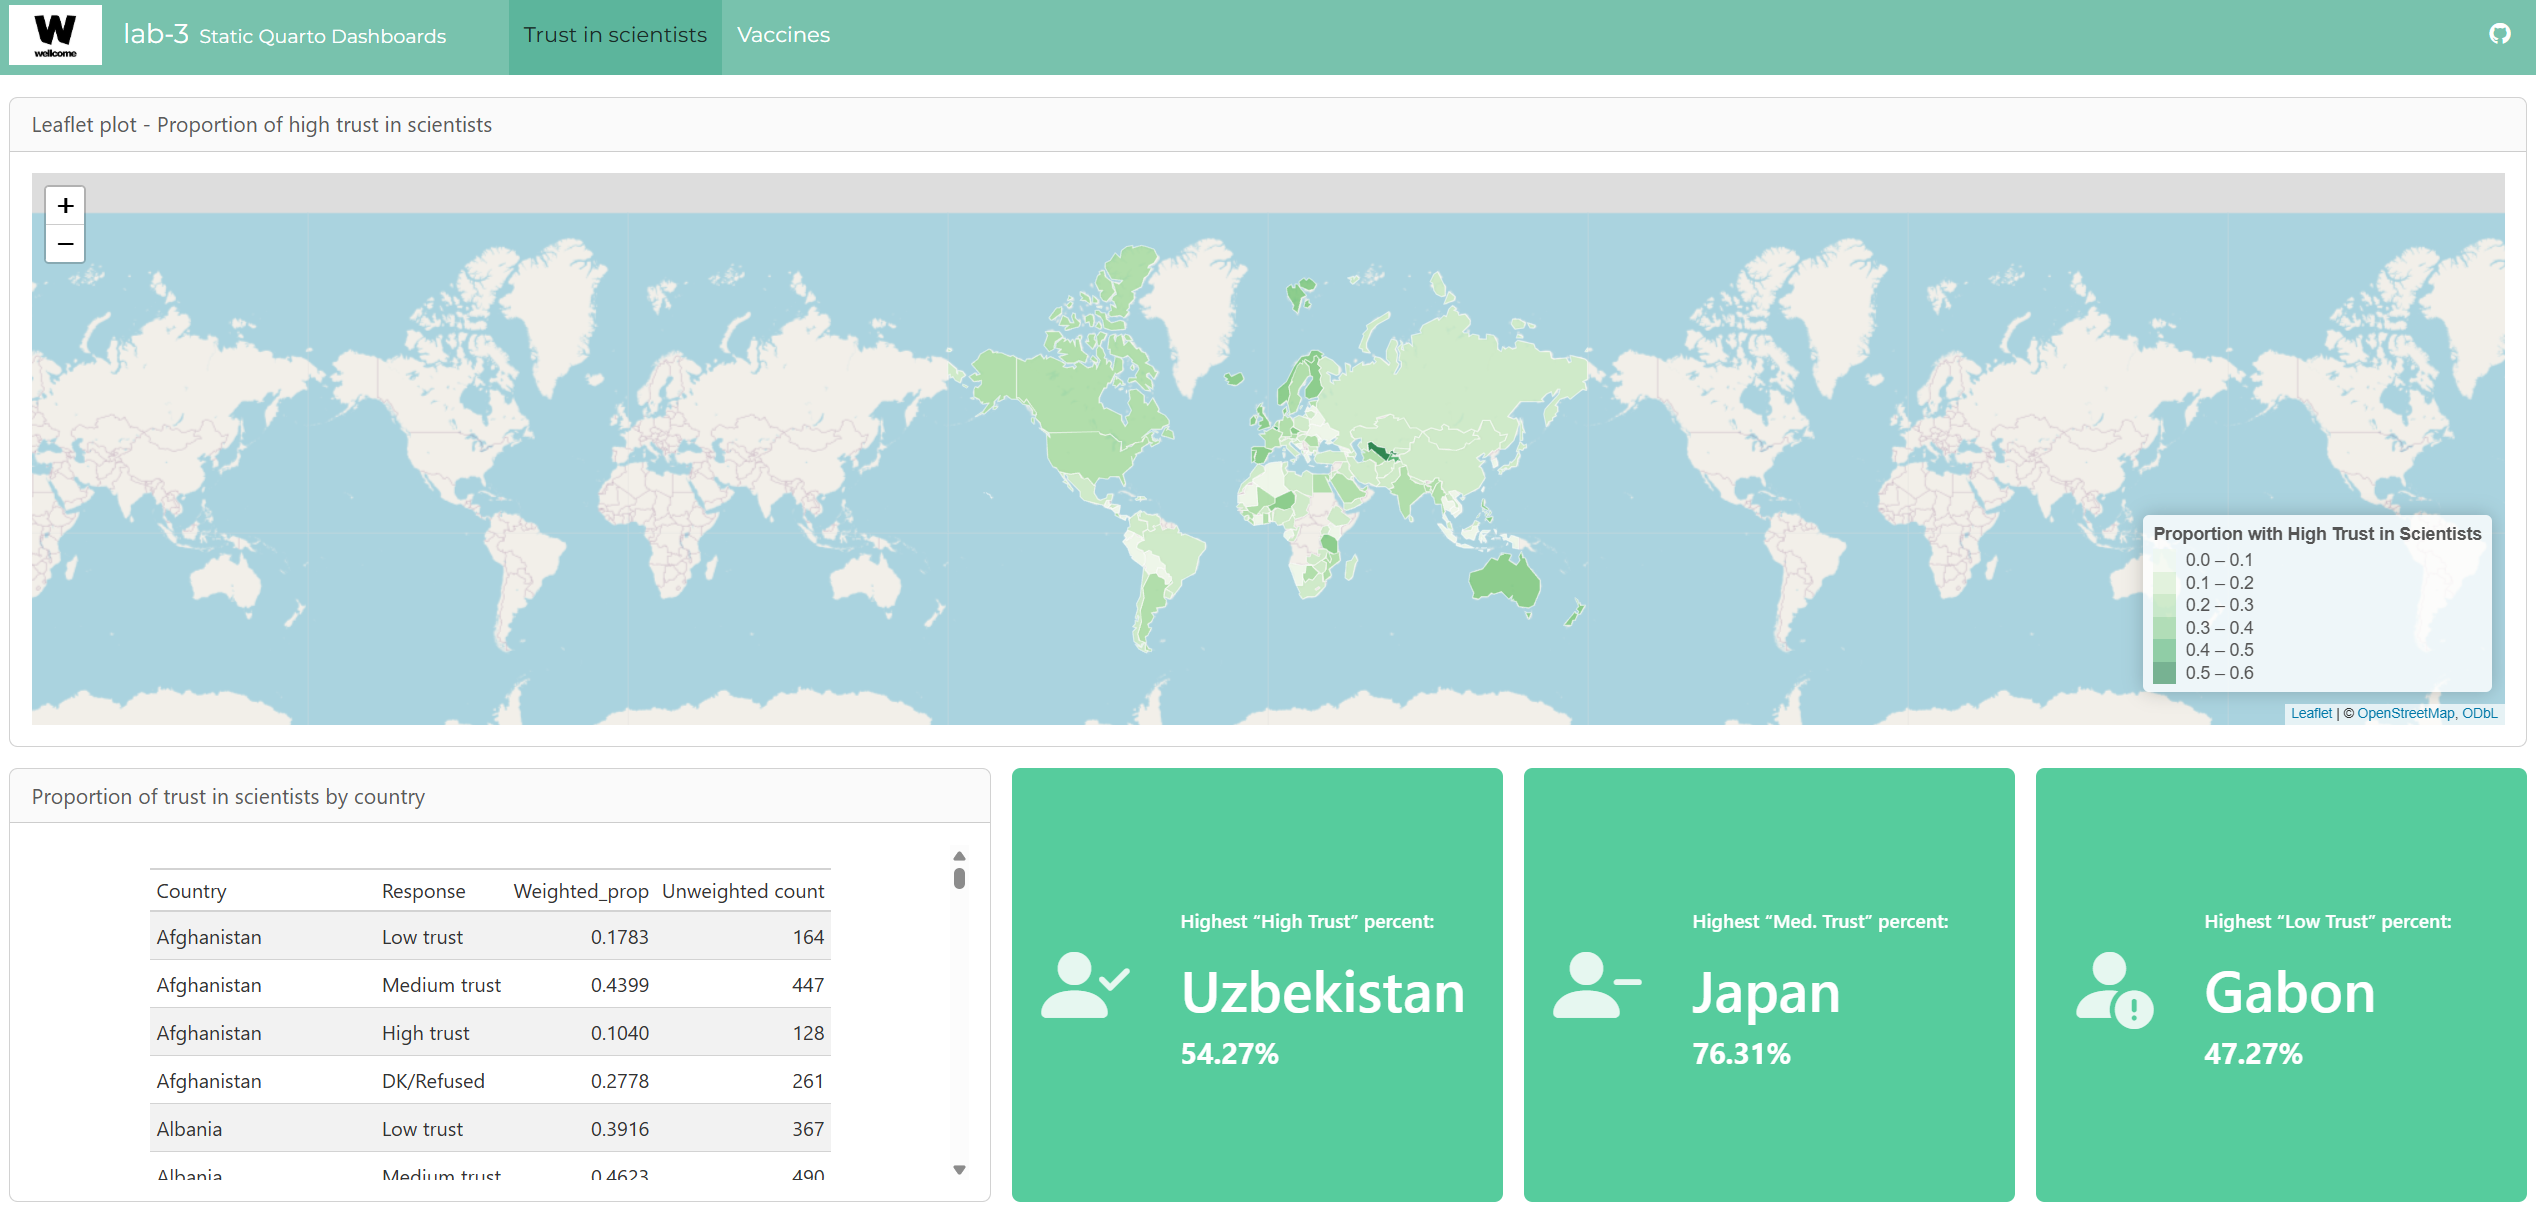 W
wellcome
lab-3 Static Quarto Dashboards
Trust in scientists
Vaccines
Leaflet plot - Proportion of high trust in scientists
+
−
Proportion with High Trust in Scientists
0.0 – 0.1
0.1 – 0.2
0.2 – 0.3
0.3 – 0.4
0.4 – 0.5
0.5 – 0.6
Leaflet | © OpenStreetMap, ODbL
Proportion of trust in scientists by country
Country Response Weighted_prop Unweighted count
Afghanistan Low trust 0.1783 164
Afghanistan Medium trust 0.4399 447
Afghanistan High trust 0.1040 128
Afghanistan DK/Refused 0.2778 261
Albania Low trust 0.3916 367
Albania Medium trust 0.4623 490
Highest “High Trust” percent:
Uzbekistan
54.27%
Highest “Med. Trust” percent:
Japan
76.31%
Highest “Low Trust” percent:
Gabon
47.27%